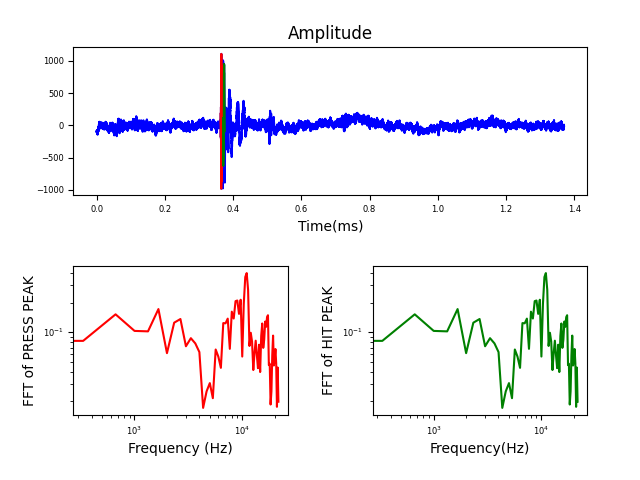 Amplitude
1000
500
0
−500
−1000
0.0 0.2 0.4 0.6 0.8 1.0 1.2 1.4
Time(ms)
FFT of PRESS PEAK
10⁻¹
10³ 10⁴
Frequency (Hz)
FFT of HIT PEAK
10⁻¹
10³ 10⁴
Frequency(Hz)